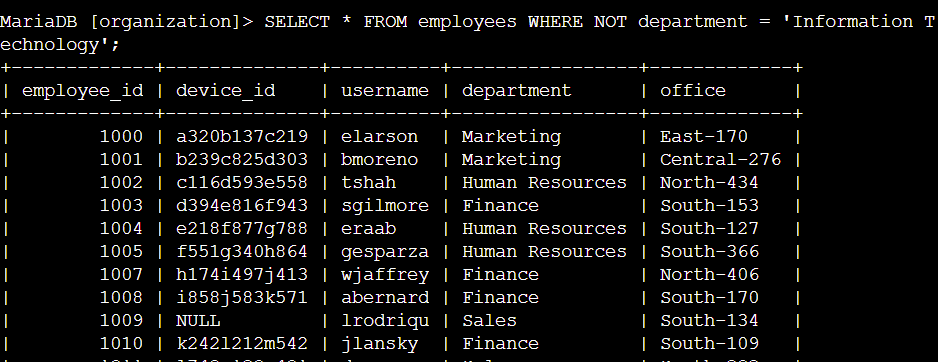 MariaDB [organization]> SELECT * FROM employees WHERE NOT department = 'Information T
echnology';
+-------------+--------------+----------+-----------------+-------------+
| employee_id | device_id    | username | department      | office      |
+-------------+--------------+----------+-----------------+-------------+
|        1000 | a320b137c219 | elarson  | Marketing       | East-170    |
|        1001 | b239c825d303 | bmoreno  | Marketing       | Central-276 |
|        1002 | c116d593e558 | tshah    | Human Resources | North-434   |
|        1003 | d394e816f943 | sgilmore | Finance         | South-153   |
|        1004 | e218f877g788 | eraab    | Human Resources | South-127   |
|        1005 | f551g340h864 | gesparza | Human Resources | South-366   |
|        1007 | h174i497j413 | wjaffrey | Finance         | North-406   |
|        1008 | i858j583k571 | abernard | Finance         | South-170   |
|        1009 | NULL         | lrodriqu | Sales           | South-134   |
|        1010 | k242l212m542 | jlansky  | Finance         | South-109   |